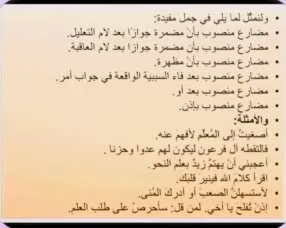 ولنمثّل لما يلي في جمل مفيدة:
مضارع منصوب بأنْ مضمرة جوازًا بعد لام التعليل.
مضارع منصوب بأنْ مضمرة جوازًا بعد لام العاقبة.
مضارع منصوب بأنْ مظهرة.
مضارع منصوب بعد فاء السببية الواقعة في جواب أمر.
مضارع منصوب بعد أو.
مضارع منصوب بإذن.
والأمثلة:
أصغيتُ إلى المُعلّم لأفهمَ عنه.
فالتقطه آل فرعون ليكون لهم عدوا وحزنا .
أعجبني أنْ يهتمَّ زيدٌ بعلم النحو.
اقرأ كلامَ الله فينيرَ قلبك.
لأستسهلنَّ الصعبَ أو أدركَ المُنى.
إذنْ تُفلحَ يا أخي. لمن قال: سأحرصُ على طلب العلم.